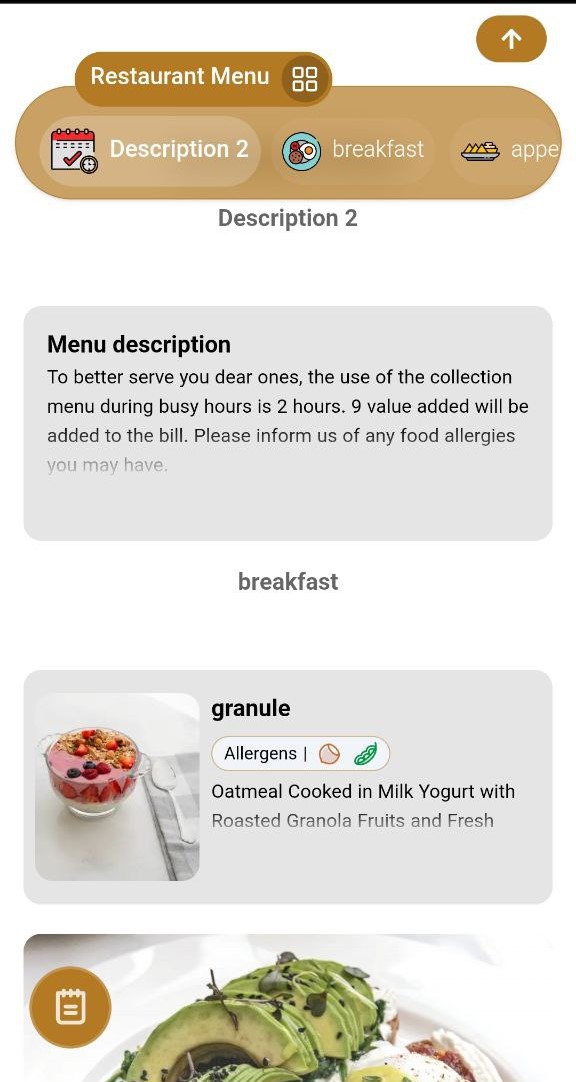 Restaurant Menu
Description 2
breakfast
appe
Description 2
Menu description
To better serve you dear ones, the use of the collection
menu during busy hours is 2 hours. 9 value added will be
added to the bill. Please inform us of any food allergies
you may have.
breakfast
granule
Allergens |
Oatmeal Cooked in Milk Yogurt with
Roasted Granola Fruits and Fresh